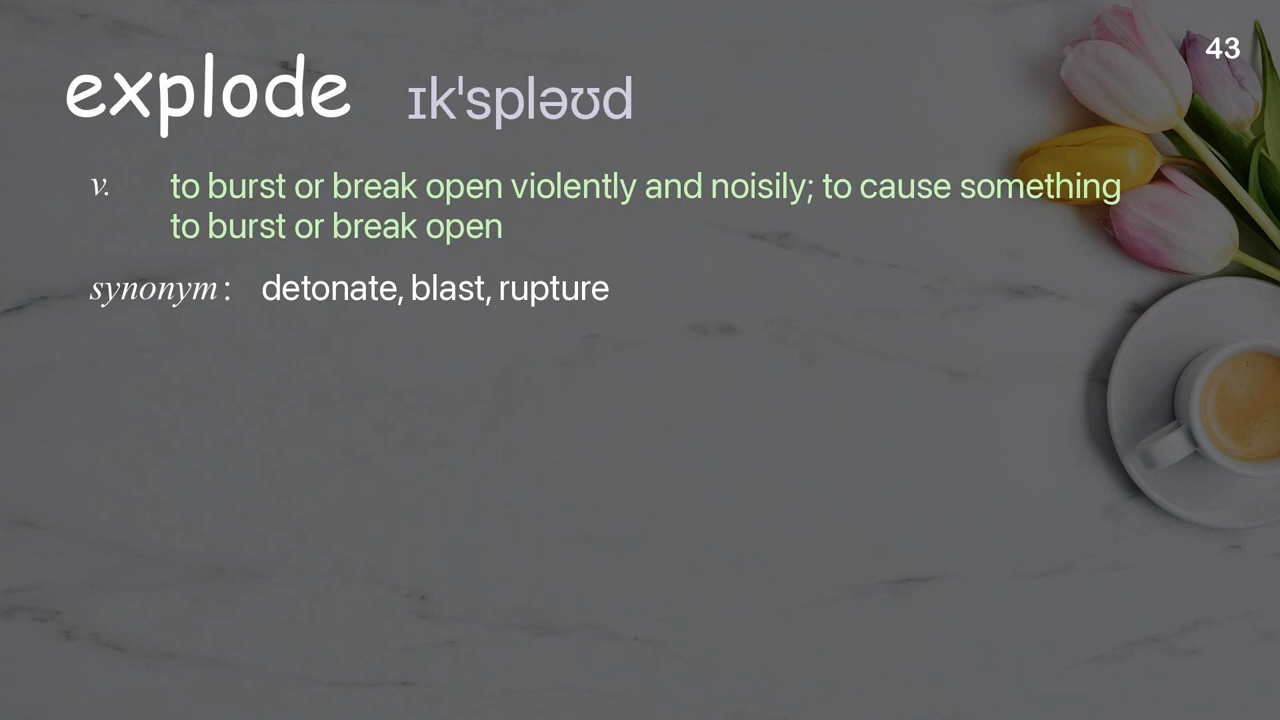 43
explode ɪkˈspləʊd
v. to burst or break open violently and noisily; to cause something
to burst or break open
synonym : detonate, blast, rupture